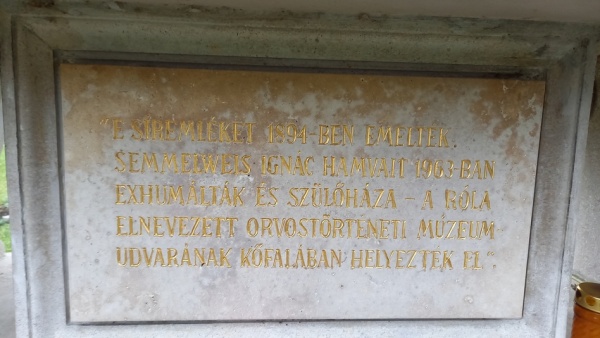 "E SÍREMLÉKET 1894-BEN EMELTÉK.
SEMMELWEIS IGNÁC HAMVAIT 1963-BAN
EXHUMÁLTÁK ÉS SZÜLŐHÁZA - A RÓLA
ELNEVEZETT ORVOSTÖRTÉNETI MÚZEUM
UDVARÁNAK KŐFALÁBAN HELYEZTÉK EL".